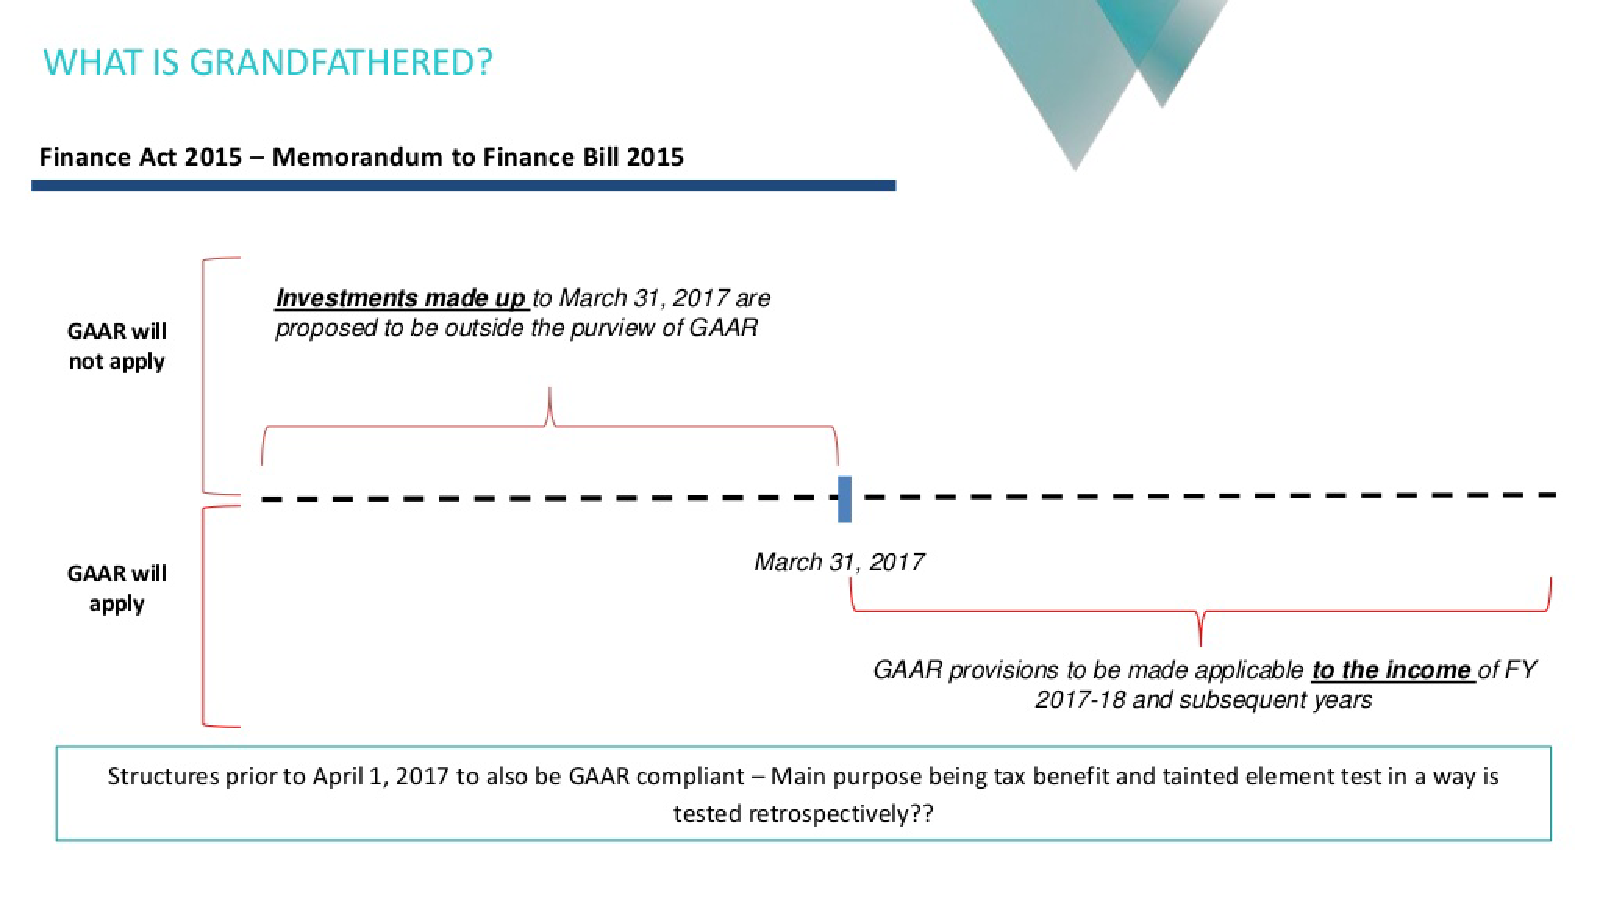 WHAT IS GRANDFATHERED?
Finance Act 2015 – Memorandum to Finance Bill 2015
GAAR will
not apply
Investments made up to March 31, 2017 are
proposed to be outside the purview of GAAR
March 31, 2017
GAAR will
apply
GAAR provisions to be made applicable to the income of FY
2017-18 and subsequent years
Structures prior to April 1, 2017 to also be GAAR compliant – Main purpose being tax benefit and tainted element test in a way is
tested retrospectively??